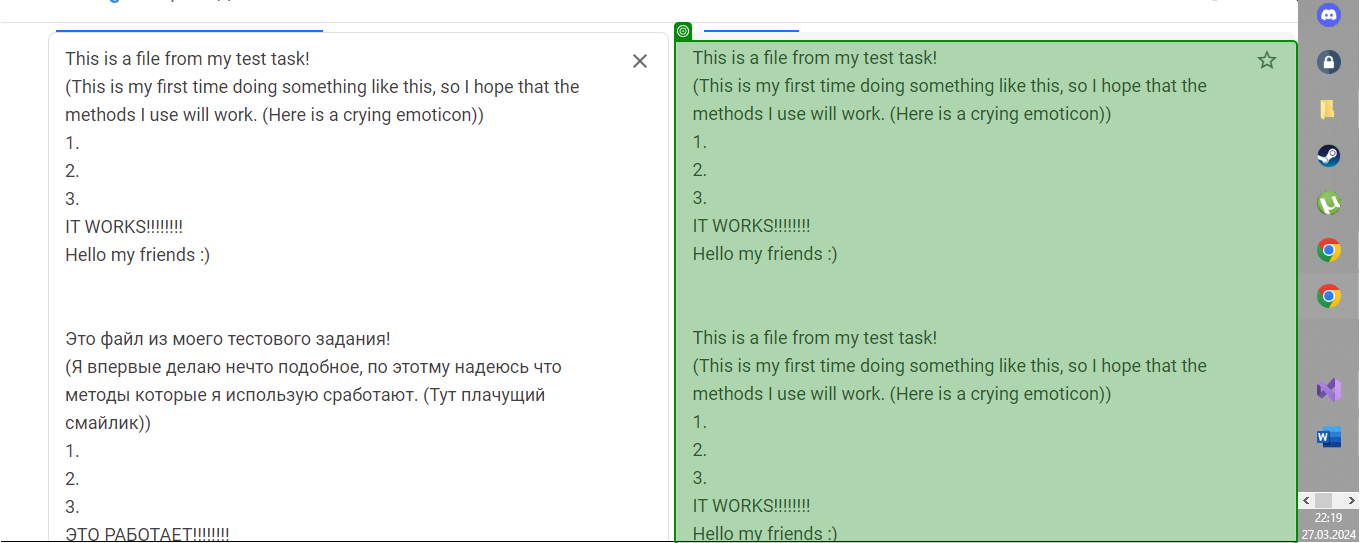 This is a file from my test task!
(This is my first time doing something like this, so I hope that the
methods I use will work. (Here is a crying emoticon))
1.
2.
3.
IT WORKS!!!!!!!!
Hello my friends :)
Это файл из моего тестового задания!
(Я впервые делаю нечто подобное, по этотму надеюсь что
методы которые я использую сработают. (Тут плачущий
смайлик))
1.
2.
3.
ЭТО РАБОТАЕТ!!!!!!!!
This is a file from my test task!
(This is my first time doing something like this, so I hope that the
methods I use will work. (Here is a crying emoticon))
1.
2.
3.
IT WORKS!!!!!!!!
Hello my friends :)
This is a file from my test task!
(This is my first time doing something like this, so I hope that the
methods I use will work. (Here is a crying emoticon))
1.
2.
3.
IT WORKS!!!!!!!!
Hello my friends :)
22:19
27.03.2024